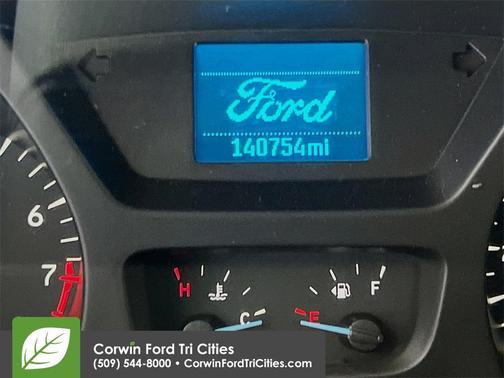 Ford
140754mi
6
7
H
F
C
E
Corwin Ford Tri Cities
(509) 544-8000 • CorwinFordTriCities.com